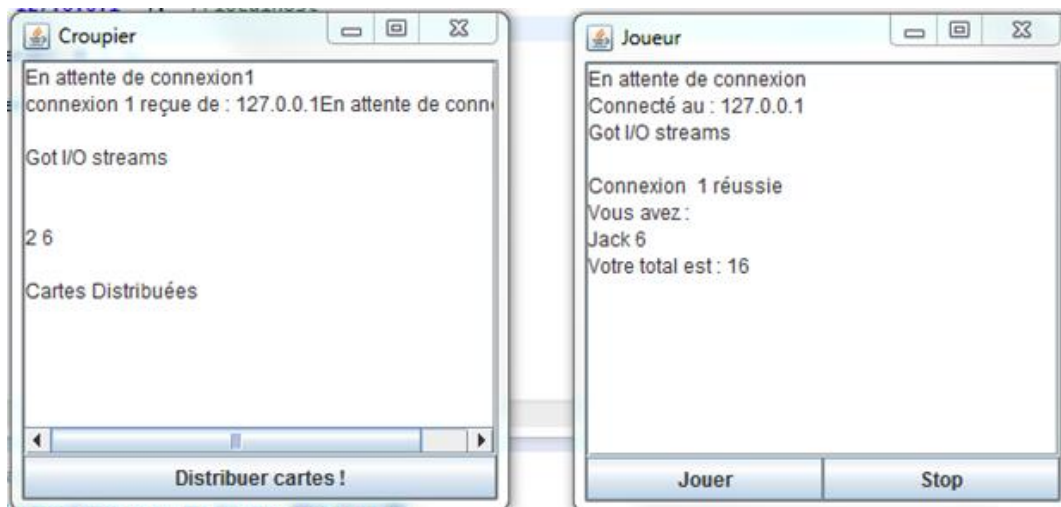 Croupier
En attente de connexion1
connexion 1 reçue de : 127.0.0.1En attente de conn
Got I/O streams
2 6
Cartes Distribuées
Distribuer cartes !
Joueur
En attente de connexion
Connecté au : 127.0.0.1
Got I/O streams
Connexion 1 réussie
Vous avez :
Jack 6
Votre total est : 16
Jouer
Stop